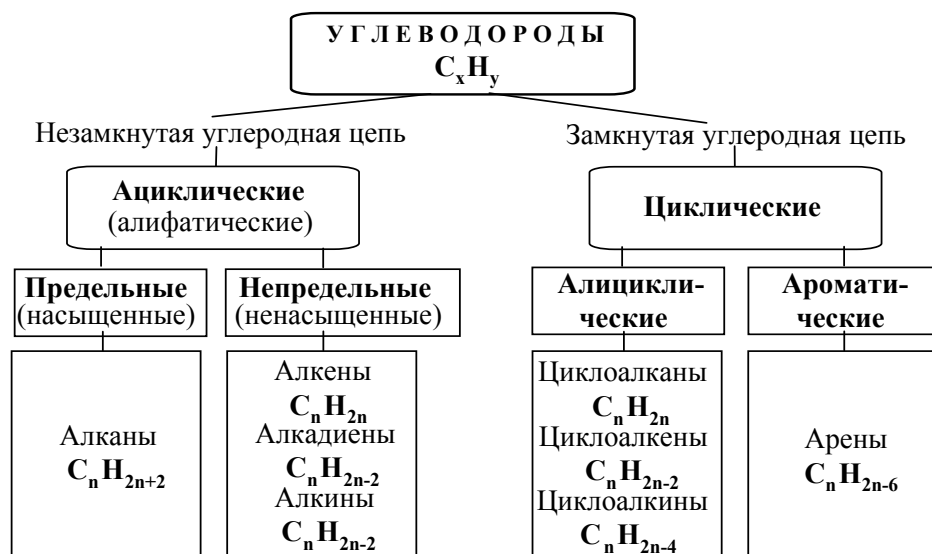 УГЛЕВОДОРОДЫ
CxHy
Незамкнутая углеродная цепь
Замкнутая углеродная цепь
Ациклические
(алифатические)
Циклические
Предельные
(насыщенные)
Непредельные
(ненасыщенные)
Алицикли-
ческие
Аромати-
ческие
Алканы
CnH2n+2
Алкены
CnH2n
Алкадиены
CnH2n-2
Алкины
CnH2n-2
Циклоалканы
CnH2n
Циклоалкены
CnH2n-2
Циклоалкины
CnH2n-4
Арены
CnH2n-6